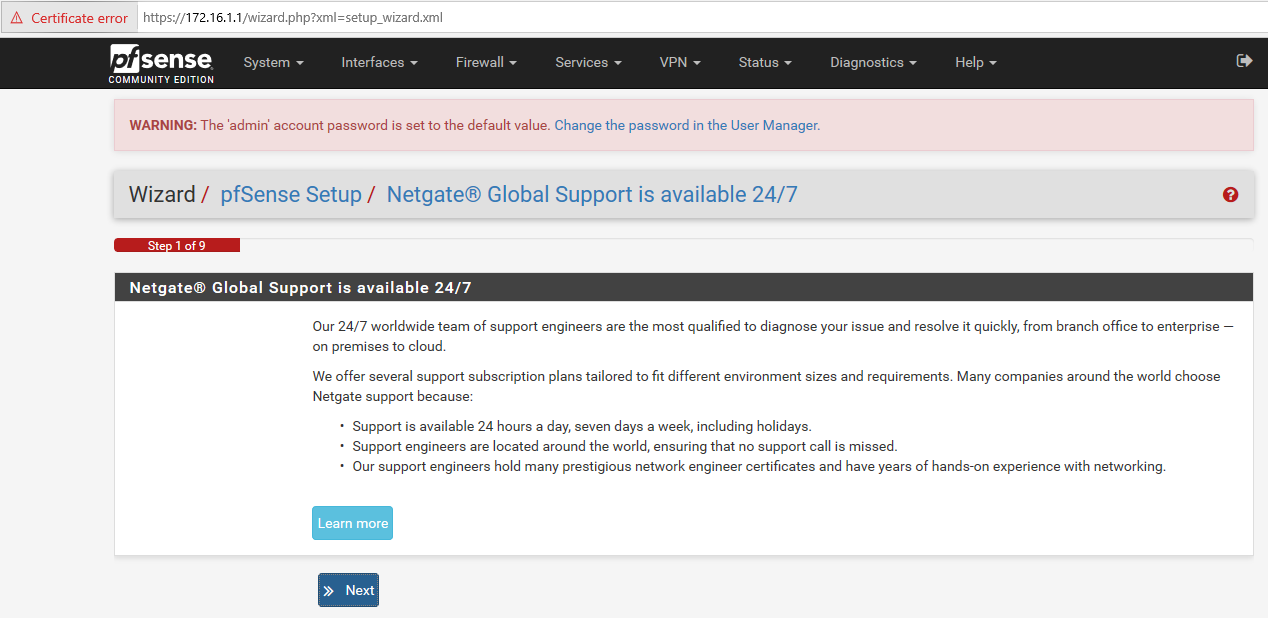 Certificate error https://172.16.1.1/wizard.php?xml=setup_wizard.xml
pfsense
COMMUNITY EDITION
System Interfaces Firewall Services VPN Status Diagnostics Help
WARNING: The 'admin' account password is set to the default value. Change the password in the User Manager.
Wizard / pfSense Setup / Netgate® Global Support is available 24/7
Step 1 of 9
Netgate® Global Support is available 24/7
Our 24/7 worldwide team of support engineers are the most qualified to diagnose your issue and resolve it quickly, from branch office to enterprise —
on premises to cloud.
We offer several support subscription plans tailored to fit different environment sizes and requirements. Many companies around the world choose
Netgate support because:
• Support is available 24 hours a day, seven days a week, including holidays.
• Support engineers are located around the world, ensuring that no support call is missed.
• Our support engineers hold many prestigious network engineer certificates and have years of hands-on experience with networking.
Learn more
» Next